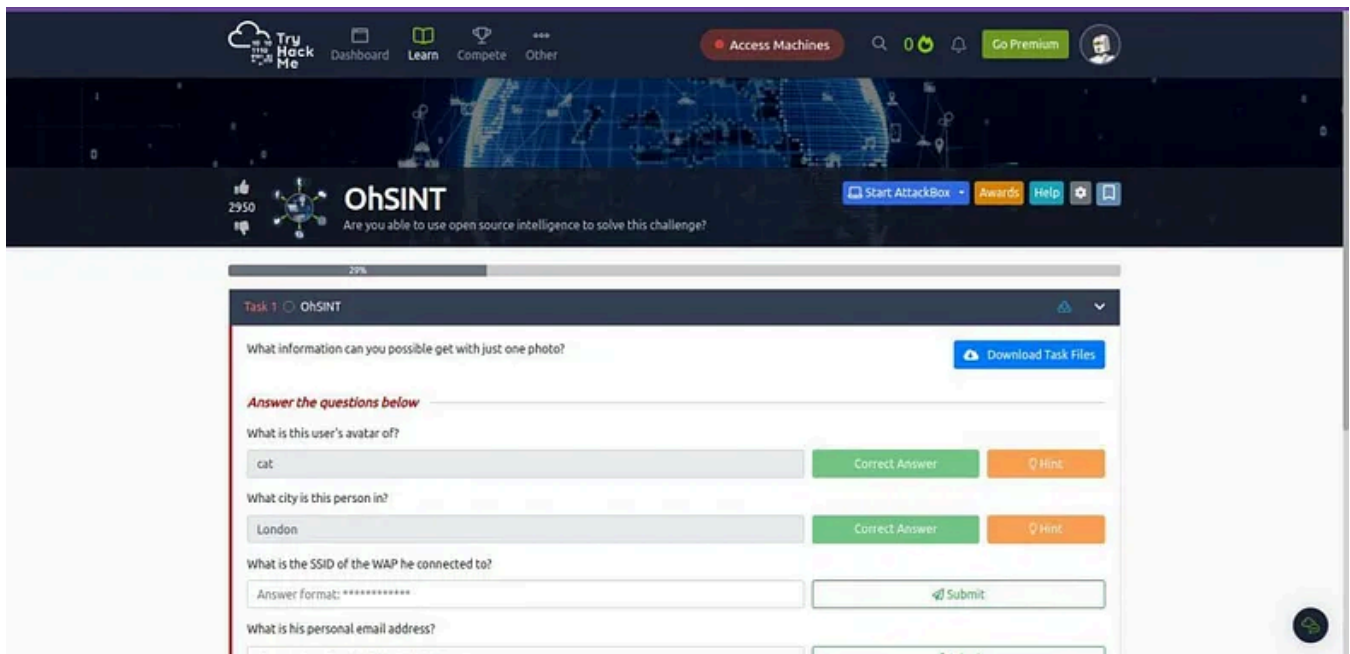 Try
Hack
Me
Dashboard
Learn
Compete
Other
Access Machines
0
Go Premium
2950
OhSINT
Are you able to use open source intelligence to solve this challenge?
Start AttackBox
Awards
Help
29%
Task 1 OhSINT
What information can you possible get with just one photo?
Download Task Files
Answer the questions below
What is this user's avatar of?
cat
Correct Answer
Hint
What city is this person in?
London
Correct Answer
Hint
What is the SSID of the WAP he connected to?
Answer format: ************
Submit
What is his personal email address?